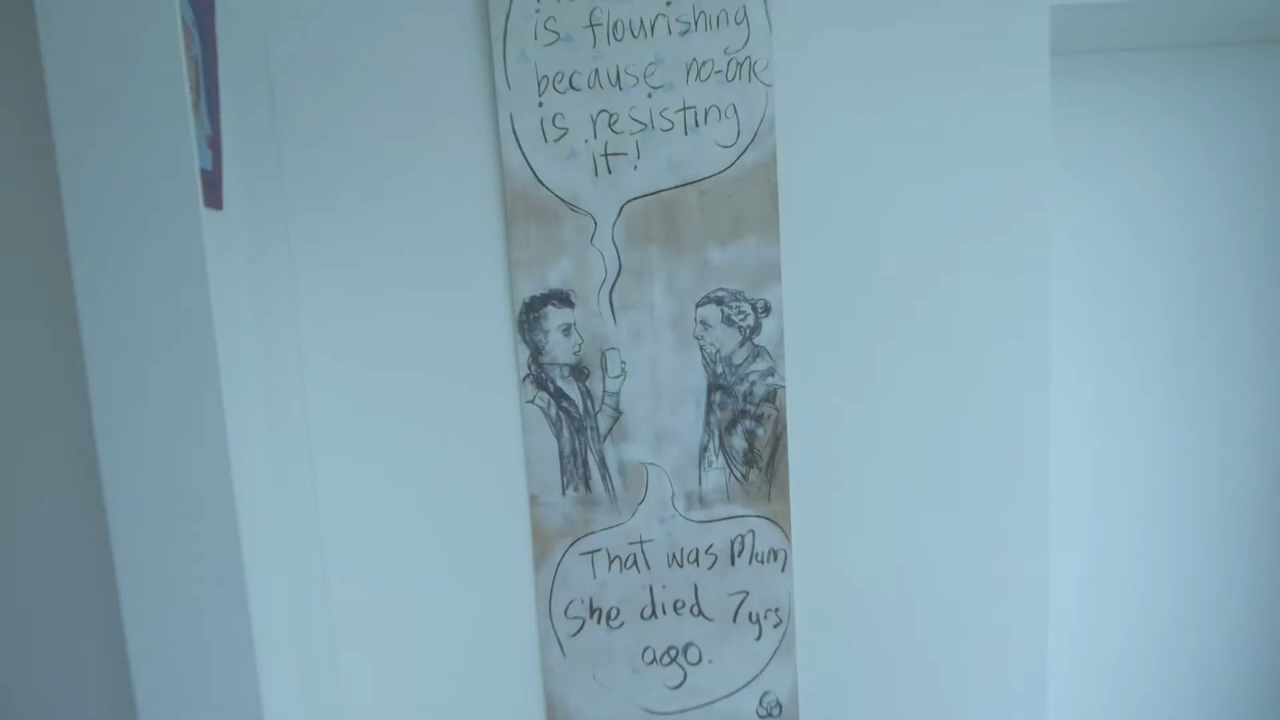 is flourishing
because no-one
is resisting
it!
That was Mum
She died 7yrs
ago.